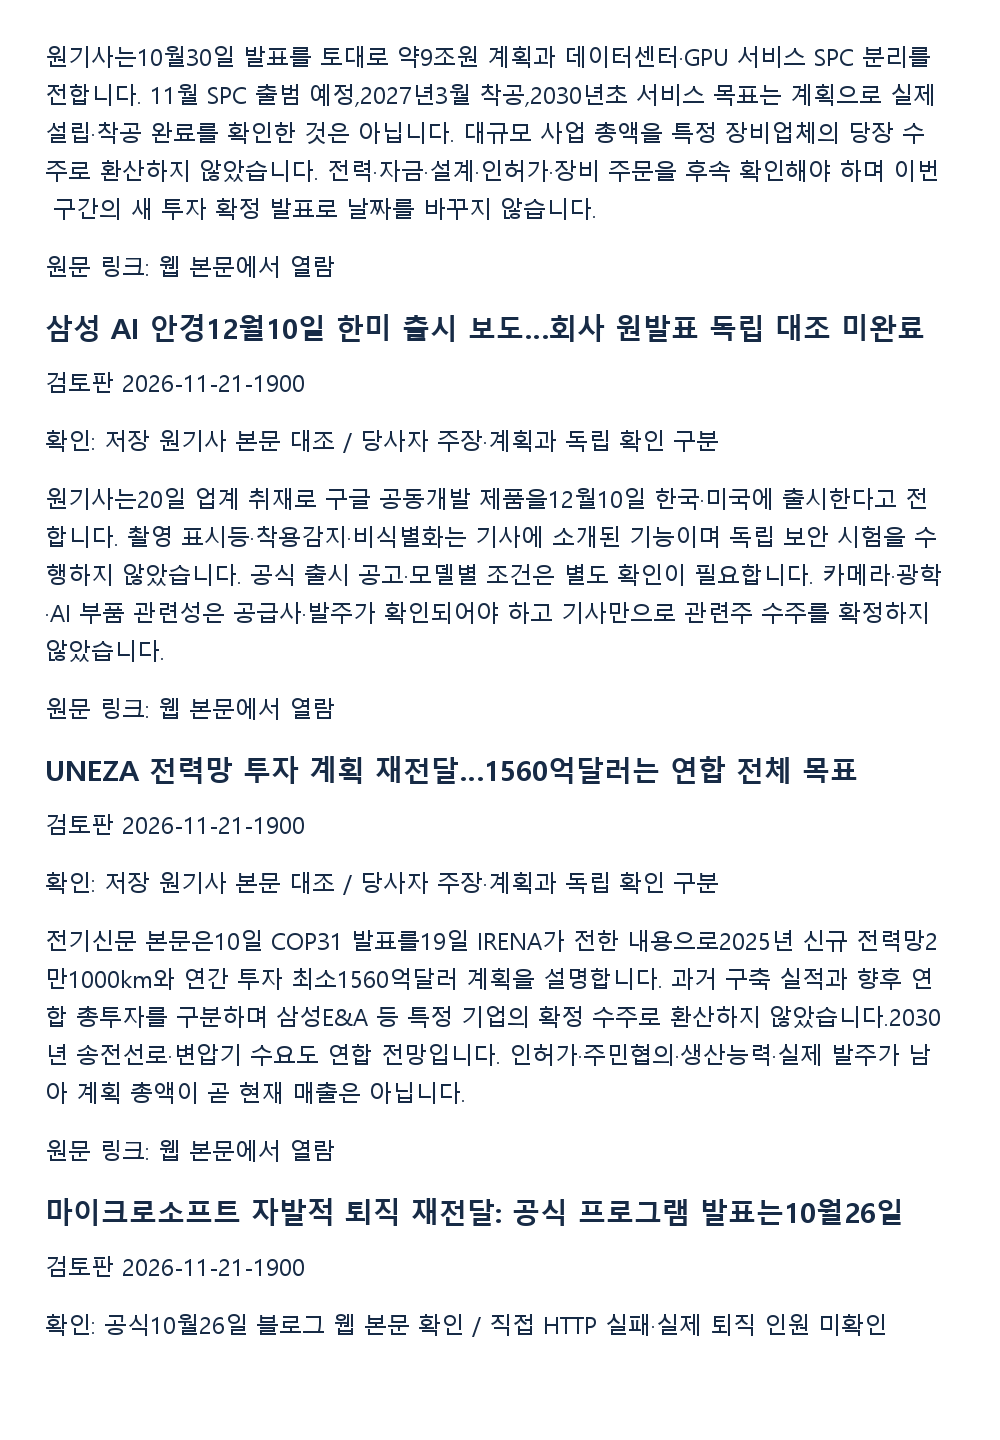 원기사는10월30일 발표를 토대로 약9조원 계획과 데이터센터·GPU 서비스 SPC 분리를
전합니다. 11월 SPC 출범 예정,2027년3월 착공,2030년초 서비스 목표는 계획으로 실제
설립·착공 완료를 확인한 것은 아닙니다. 대규모 사업 총액을 특정 장비업체의 당장 수
주로 환산하지 않았습니다. 전력·자금·설계·인허가·장비 주문을 후속 확인해야 하며 이번
구간의 새 투자 확정 발표로 날짜를 바꾸지 않습니다.
원문 링크: 웹 본문에서 열람
삼성 AI 안경12월10일 한미 출시 보도...회사 원발표 독립 대조 미완료
검토판 2026-11-21-1900
확인: 저장 원기사 본문 대조 / 당사자 주장·계획과 독립 확인 구분
원기사는20일 업계 취재로 구글 공동개발 제품을12월10일 한국·미국에 출시한다고 전
합니다. 촬영 표시등·착용감지·비식별화는 기사에 소개된 기능이며 독립 보안 시험을 수
행하지 않았습니다. 공식 출시 공고·모델별 조건은 별도 확인이 필요합니다. 카메라·광학
·AI 부품 관련성은 공급사·발주가 확인되어야 하고 기사만으로 관련주 수주를 확정하지
않았습니다.
원문 링크: 웹 본문에서 열람
UNEZA 전력망 투자 계획 재전달...1560억달러는 연합 전체 목표
검토판 2026-11-21-1900
확인: 저장 원기사 본문 대조 / 당사자 주장·계획과 독립 확인 구분
전기신문 본문은10일 COP31 발표를19일 IRENA가 전한 내용으로2025년 신규 전력망2
만1000km와 연간 투자 최소1560억달러 계획을 설명합니다. 과거 구축 실적과 향후 연
합 총투자를 구분하며 삼성E&A 등 특정 기업의 확정 수주로 환산하지 않았습니다.2030
년 송전선로·변압기 수요도 연합 전망입니다. 인허가·주민협의·생산능력·실제 발주가 남
아 계획 총액이 곧 현재 매출은 아닙니다.
원문 링크: 웹 본문에서 열람
마이크로소프트 자발적 퇴직 재전달: 공식 프로그램 발표는10월26일
검토판 2026-11-21-1900
확인: 공식10월26일 블로그 웹 본문 확인 / 직접 HTTP 실패·실제 퇴직 인원 미확인